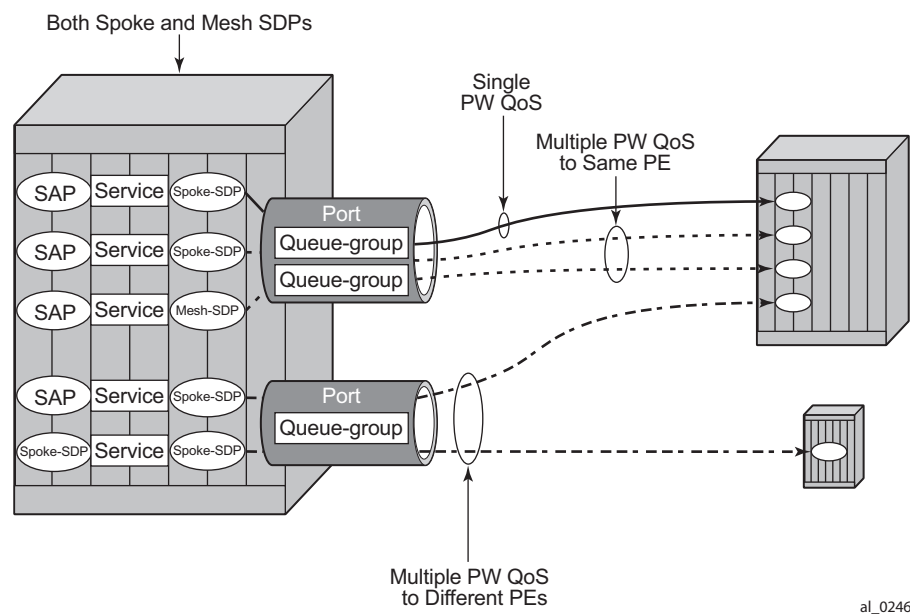 Both Spoke and Mesh SDPs
Single
PW QoS
Multiple PW QoS
to Same PE
SAP Service Spoke-SDP
Port
Queue-group
SAP Service Spoke-SDP
Queue-group
SAP Service Mesh-SDP
SAP Service Spoke-SDP
Port
Queue-group
Spoke-SDP Service Spoke-SDP
Multiple PW QoS
to Different PEs
al_0246